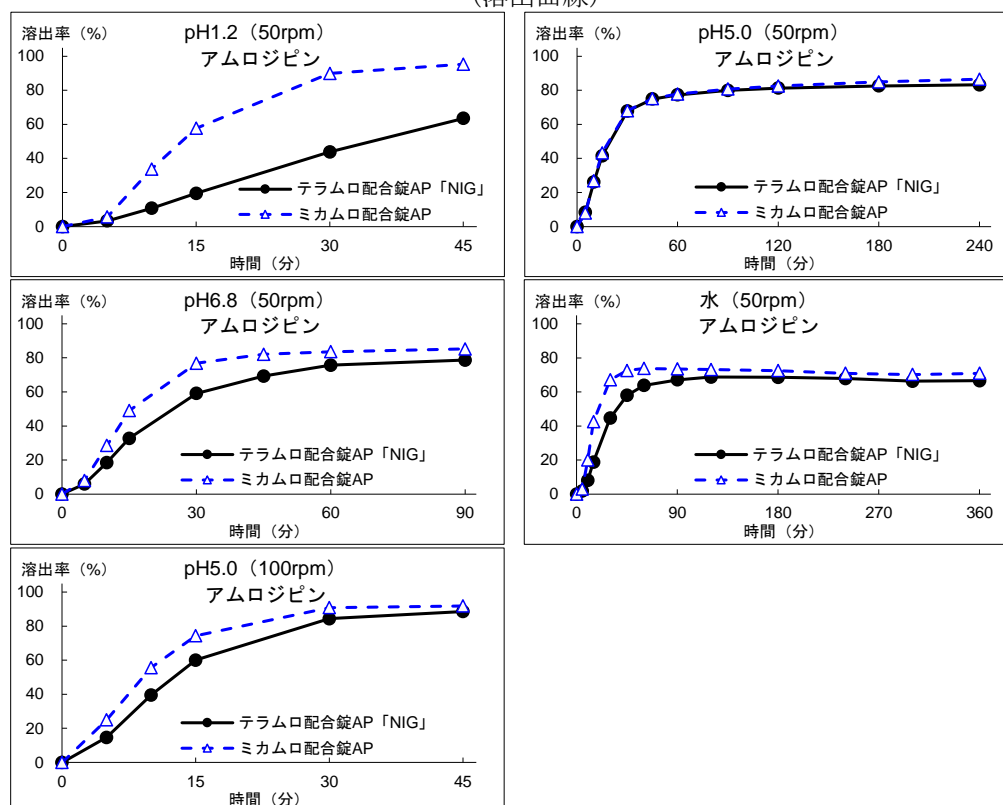 (溶出曲線)
溶出率（%）
pH1.2（50rpm）
アムロジピン
100
80
60
40
20
0
テラムロ配合錠AP「NIG」
ミカムロ配合錠AP
0 15 30 45
時間（分）
溶出率（%）
pH5.0（50rpm）
アムロジピン
100
80
60
40
20
0
テラムロ配合錠AP「NIG」
ミカムロ配合錠AP
0 60 120 180 240
時間（分）
溶出率（%）
pH6.8（50rpm）
アムロジピン
100
80
60
40
20
0
テラムロ配合錠AP「NIG」
ミカムロ配合錠AP
0 30 60 90
時間（分）
溶出率（%）
水（50rpm）
アムロジピン
100
80
60
40
20
0
テラムロ配合錠AP「NIG」
ミカムロ配合錠AP
0 90 180 270 360
時間（分）
溶出率（%）
pH5.0（100rpm）
アムロジピン
100
80
60
40
20
0
テラムロ配合錠AP「NIG」
ミカムロ配合錠AP
0 15 30 45
時間（分）